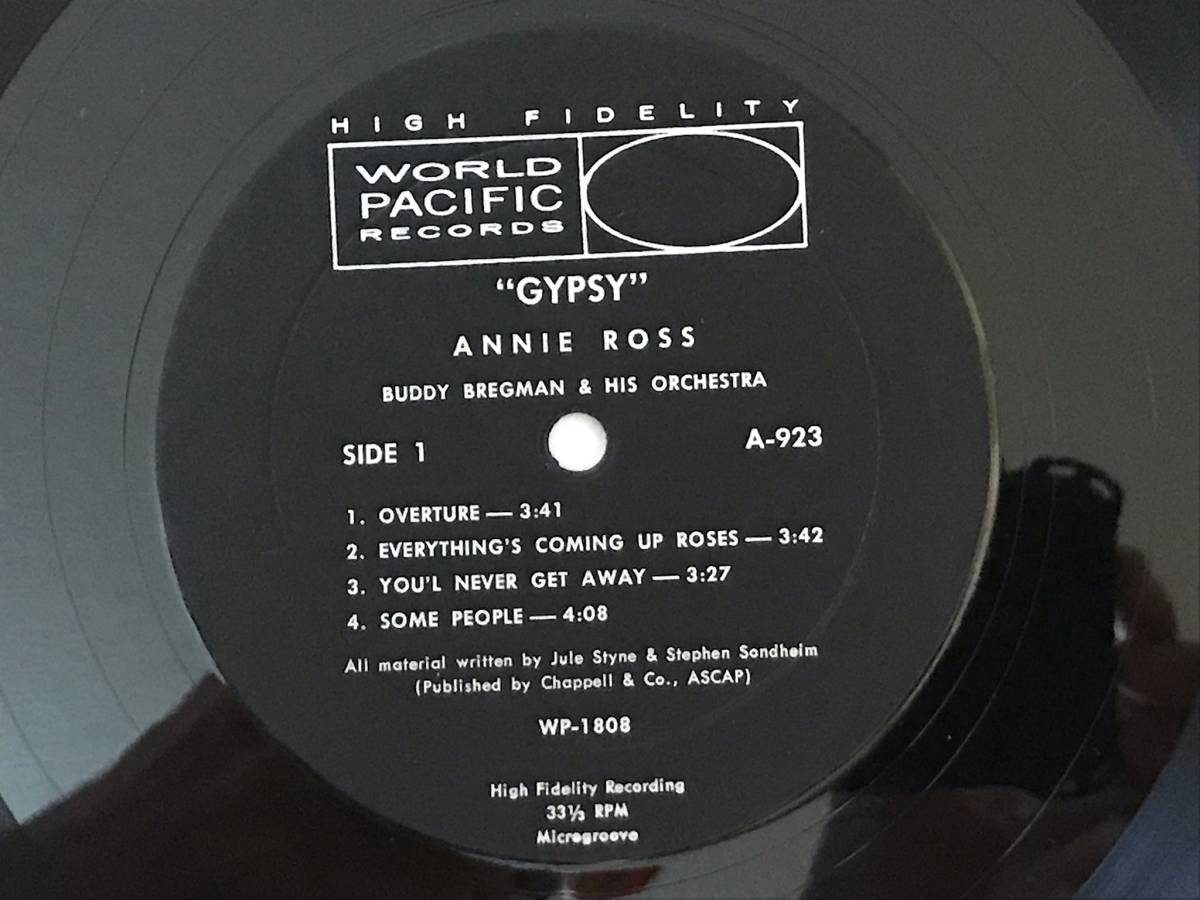 HIGH FIDELITY
WORLD
PACIFIC
RECORDS
“GYPSY”
ANNIE ROSS
BUDDY BREGMAN & HIS ORCHESTRA
SIDE 1 A-923
1. OVERTURE — 3:41
2. EVERYTHING'S COMING UP ROSES — 3:42
3. YOU'L NEVER GET AWAY — 3:27
4. SOME PEOPLE — 4:08
All material written by Jule Styne & Stephen Sondheim
(Published by Chappell & Co., ASCAP)
WP-1808
High Fidelity Recording
33⅓ RPM
Microgroove